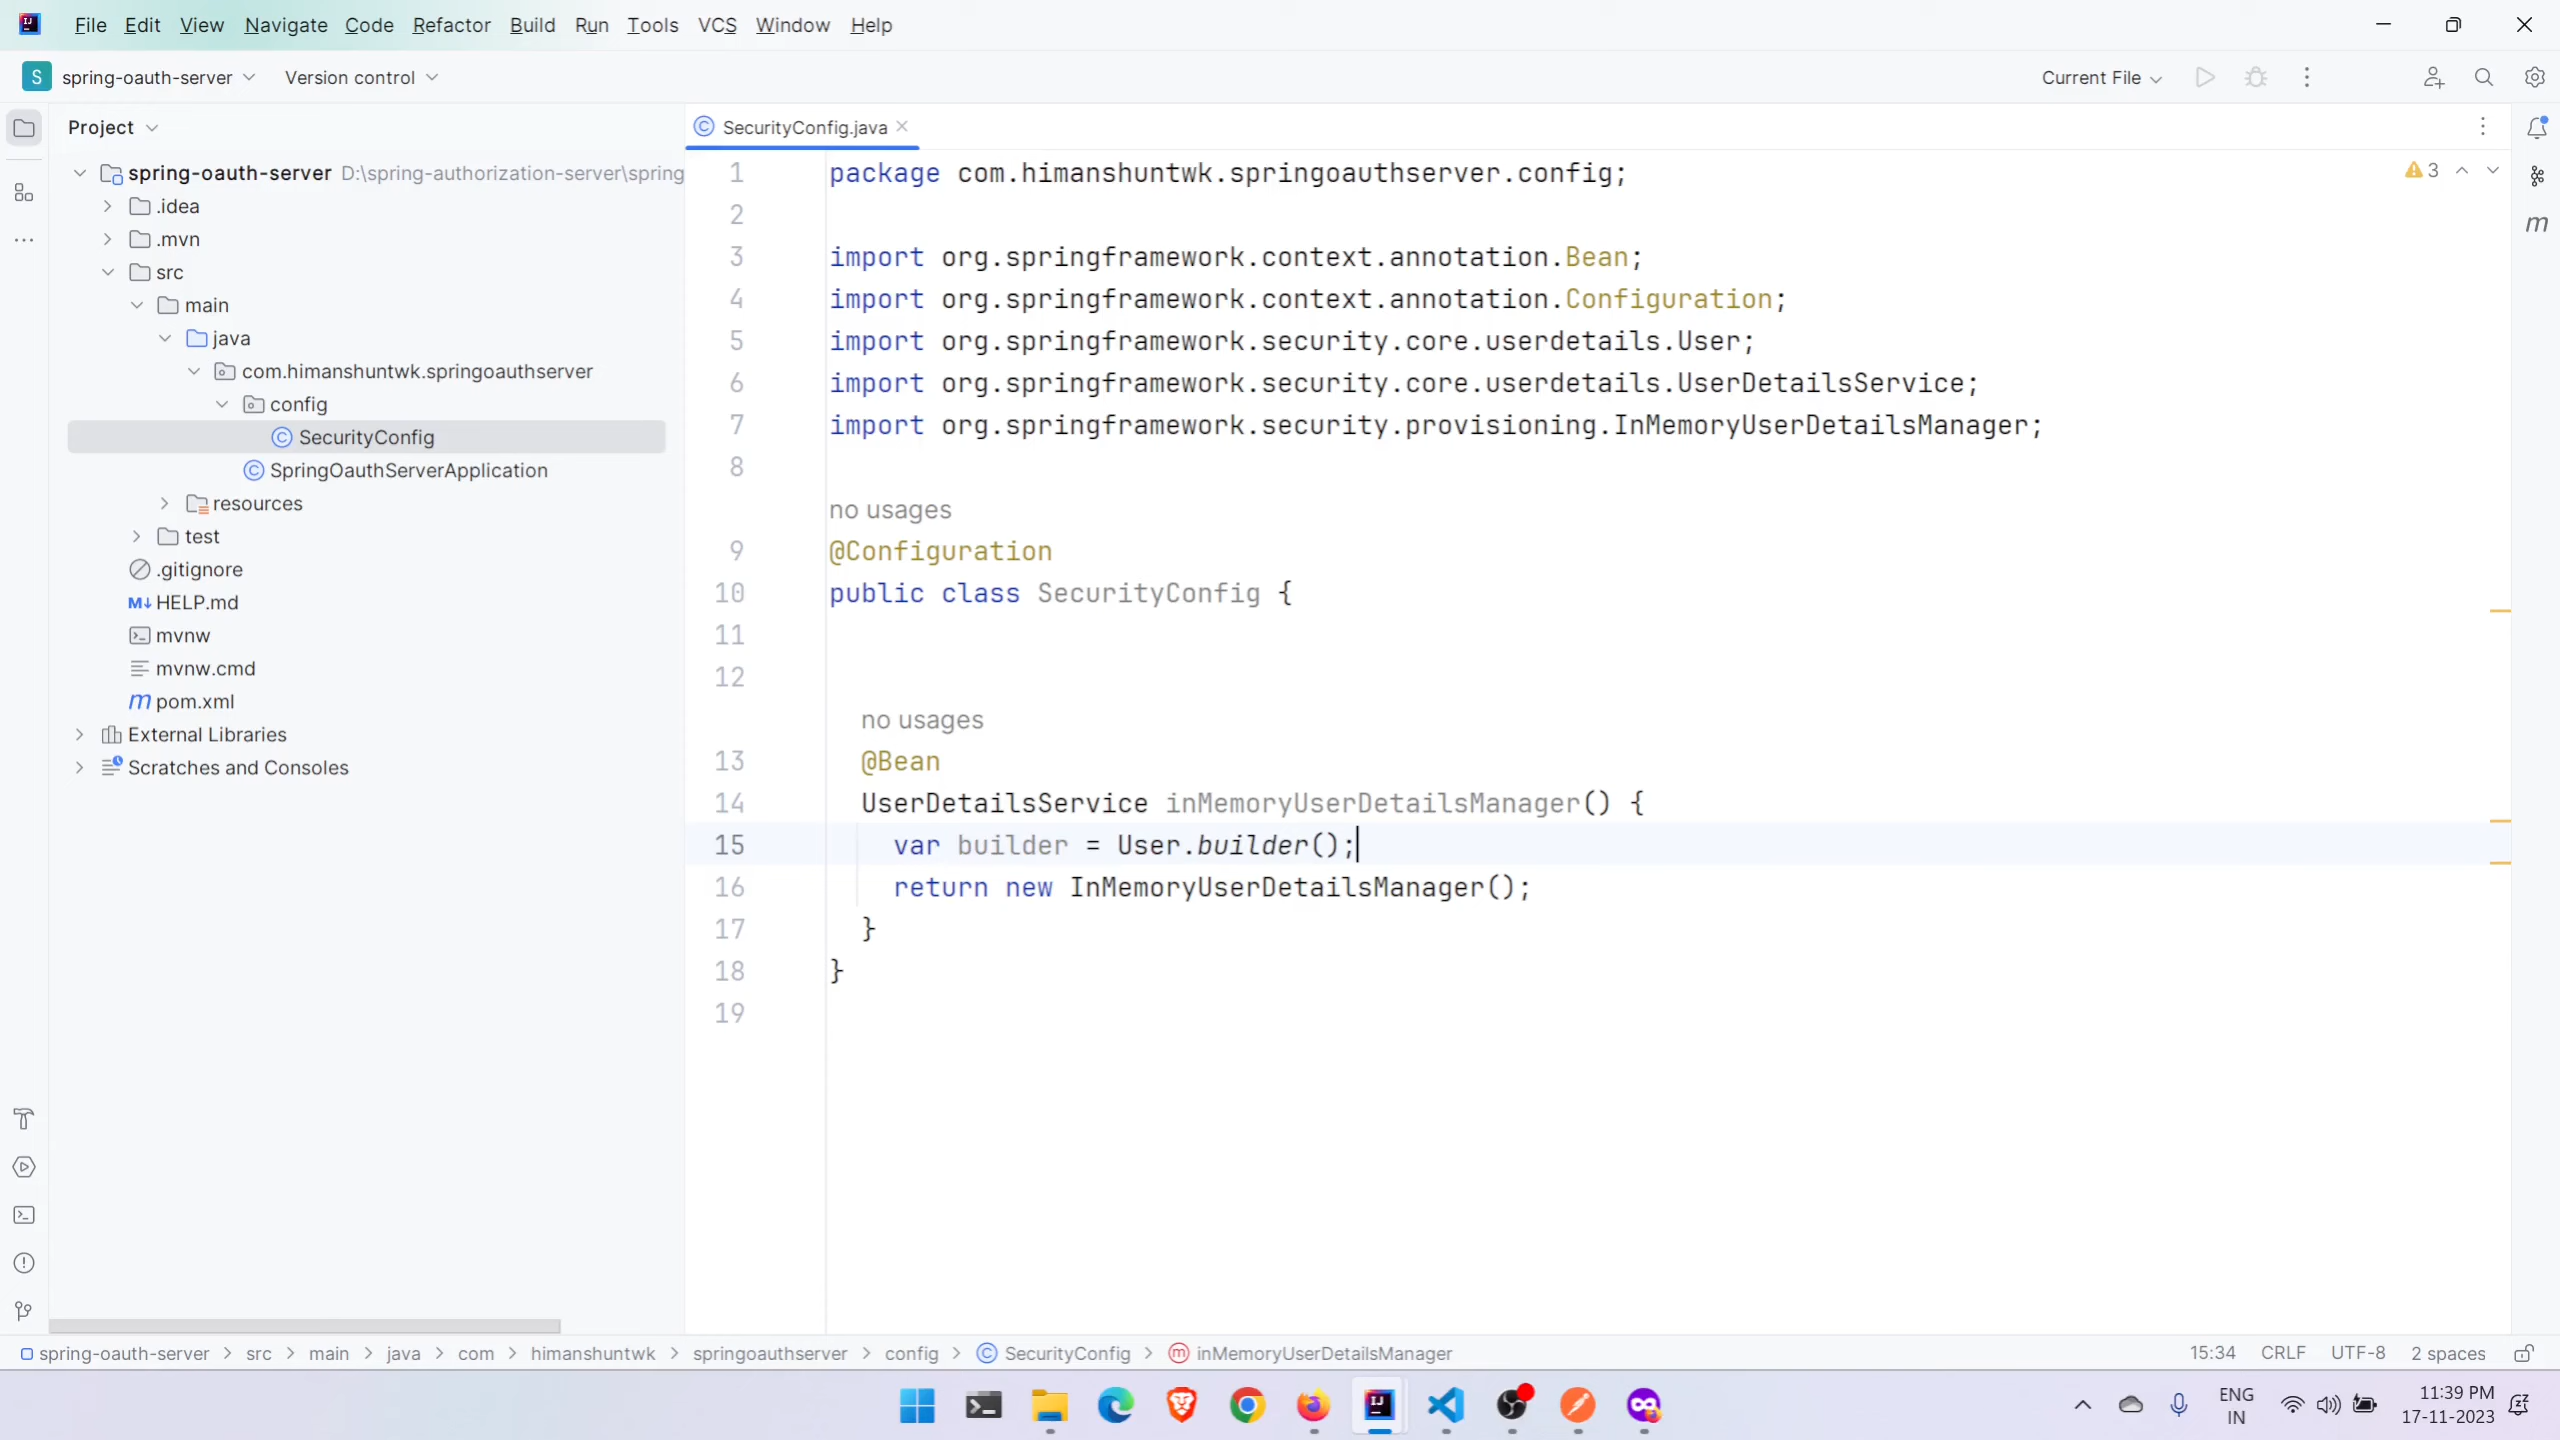 File Edit View Navigate Code Refactor Build Run Tools VCS Window Help
S spring-oauth-server Version control Current File
Project
SecurityConfig.java
spring-oauth-server D:\spring-authorization-server\spring
.idea
.mvn
src
main
java
com.himanshuntwk.springoauthserver
config
SecurityConfig
SpringOauthServerApplication
resources
test
.gitignore
HELP.md
mvnw
mvnw.cmd
pom.xml
External Libraries
Scratches and Consoles
1 package com.himanshuntwk.springoauthserver.config;
3
2
3 import org.springframework.context.annotation.Bean;
4 import org.springframework.context.annotation.Configuration;
5 import org.springframework.security.core.userdetails.User;
6 import org.springframework.security.core.userdetails.UserDetailsService;
7 import org.springframework.security.provisioning.InMemoryUserDetailsManager;
8
no usages
9 @Configuration
10 public class SecurityConfig {
11
12
no usages
13 @Bean
14 UserDetailsService inMemoryUserDetailsManager() {
15 var builder = User.builder();
16 return new InMemoryUserDetailsManager();
17 }
18 }
19
spring-oauth-server > src > main > java > com > himanshuntwk > springoauthserver > config > SecurityConfig > inMemoryUserDetailsManager
15:34 CRLF UTF-8 2 spaces
ENG
IN
11:39 PM
17-11-2023